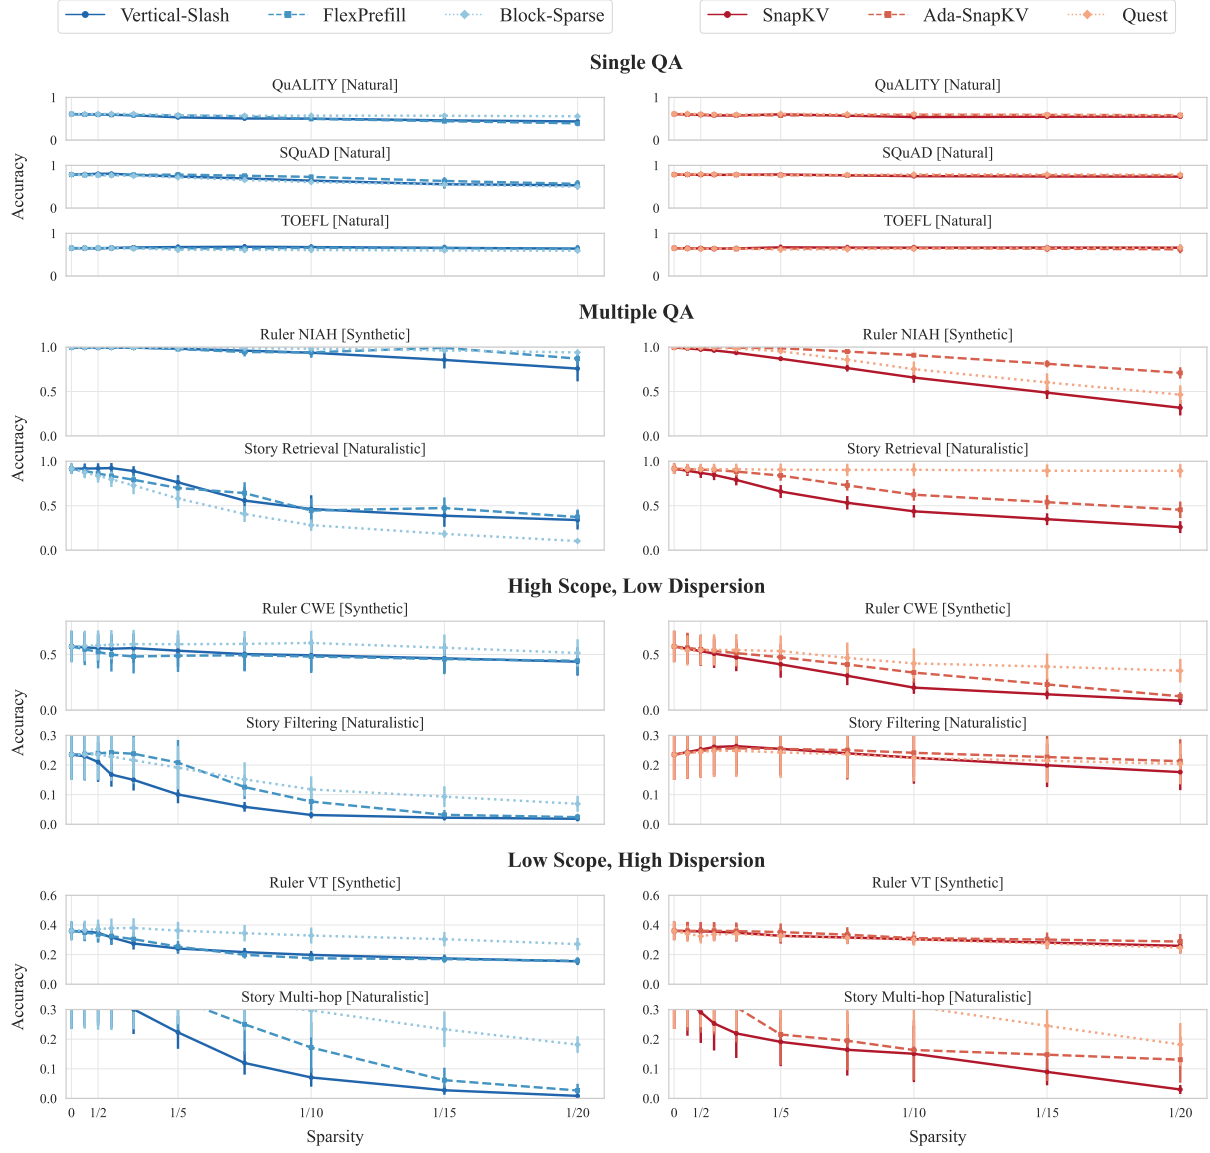 Vertical-Slash FlexPrefill Block-Sparse SnapKV Ada-SnapKV Quest
Single QA
QuALITY [Natural] QuALITY [Natural]
1 1
0 0
SQuAD [Natural] SQuAD [Natural]
1 1
0 0
Accuracy
TOEFL [Natural] TOEFL [Natural]
1 1
0 0
Multiple QA
Ruler NIAH [Synthetic] Ruler NIAH [Synthetic]
1.0 1.0
0.5 0.5
0.0 0.0
Accuracy
Story Retrieval [Naturalistic] Story Retrieval [Naturalistic]
1.0 1.0
0.5 0.5
0.0 0.0
High Scope, Low Dispersion
Ruler CWE [Synthetic] Ruler CWE [Synthetic]
0.5 0.5
0.0 0.0
Accuracy
Story Filtering [Naturalistic] Story Filtering [Naturalistic]
0.3 0.3
0.2 0.2
0.1 0.1
0.0 0.0
Low Scope, High Dispersion
Ruler VT [Synthetic] Ruler VT [Synthetic]
0.6 0.6
0.4 0.4
0.2 0.2
0.0 0.0
Accuracy
Story Multi-hop [Naturalistic] Story Multi-hop [Naturalistic]
0.3 0.3
0.2 0.2
0.1 0.1
0.0 0.0
0 1/2 1/5 1/10 1/15 1/20 0 1/2 1/5 1/10 1/15 1/20
Sparsity Sparsity